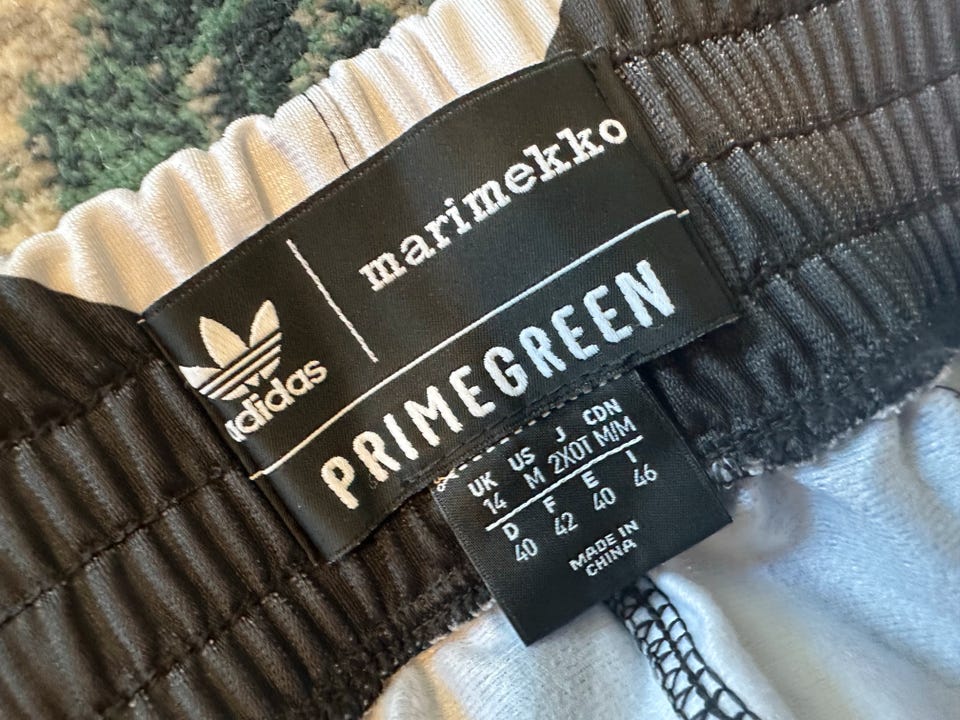 marimekko
adidas
PRIMEGREEN
UK US J CDN
14 M 2XOT M/M
D F E I
40 42 40 46
MADE IN
CHINA